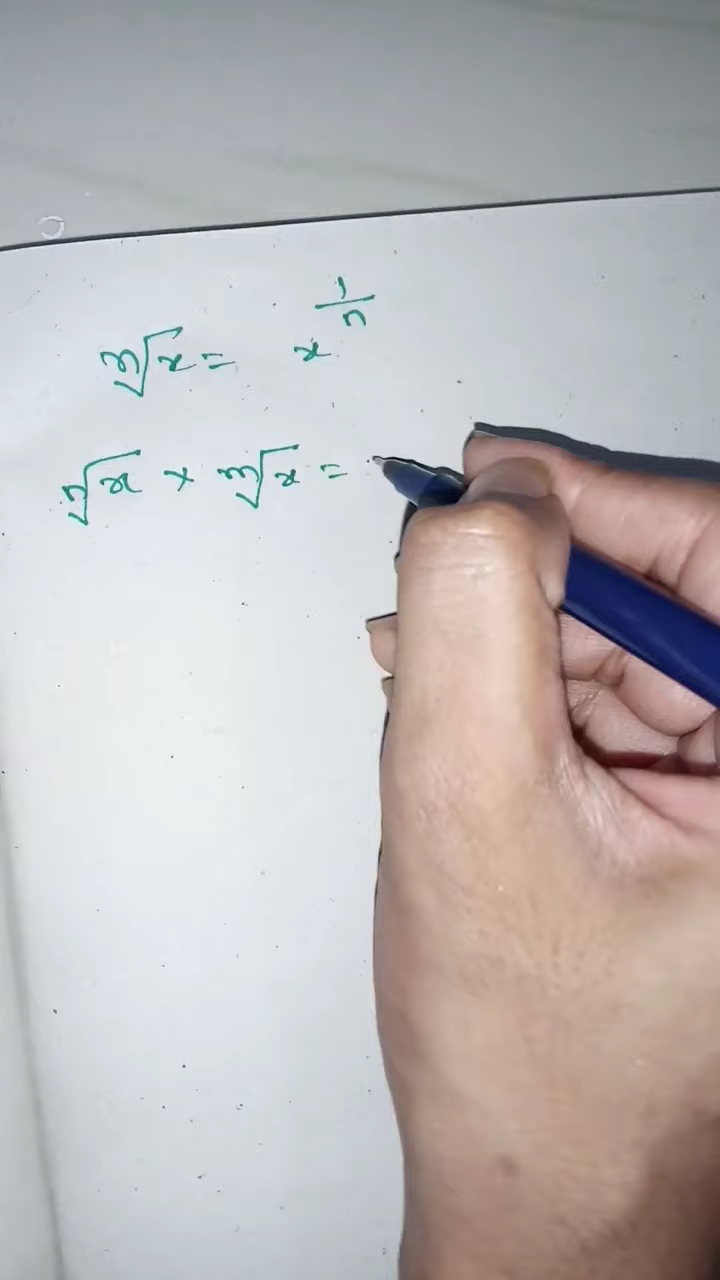 ⁿ√x = x^(1/n)
ⁿ√x × ᵐ√x =